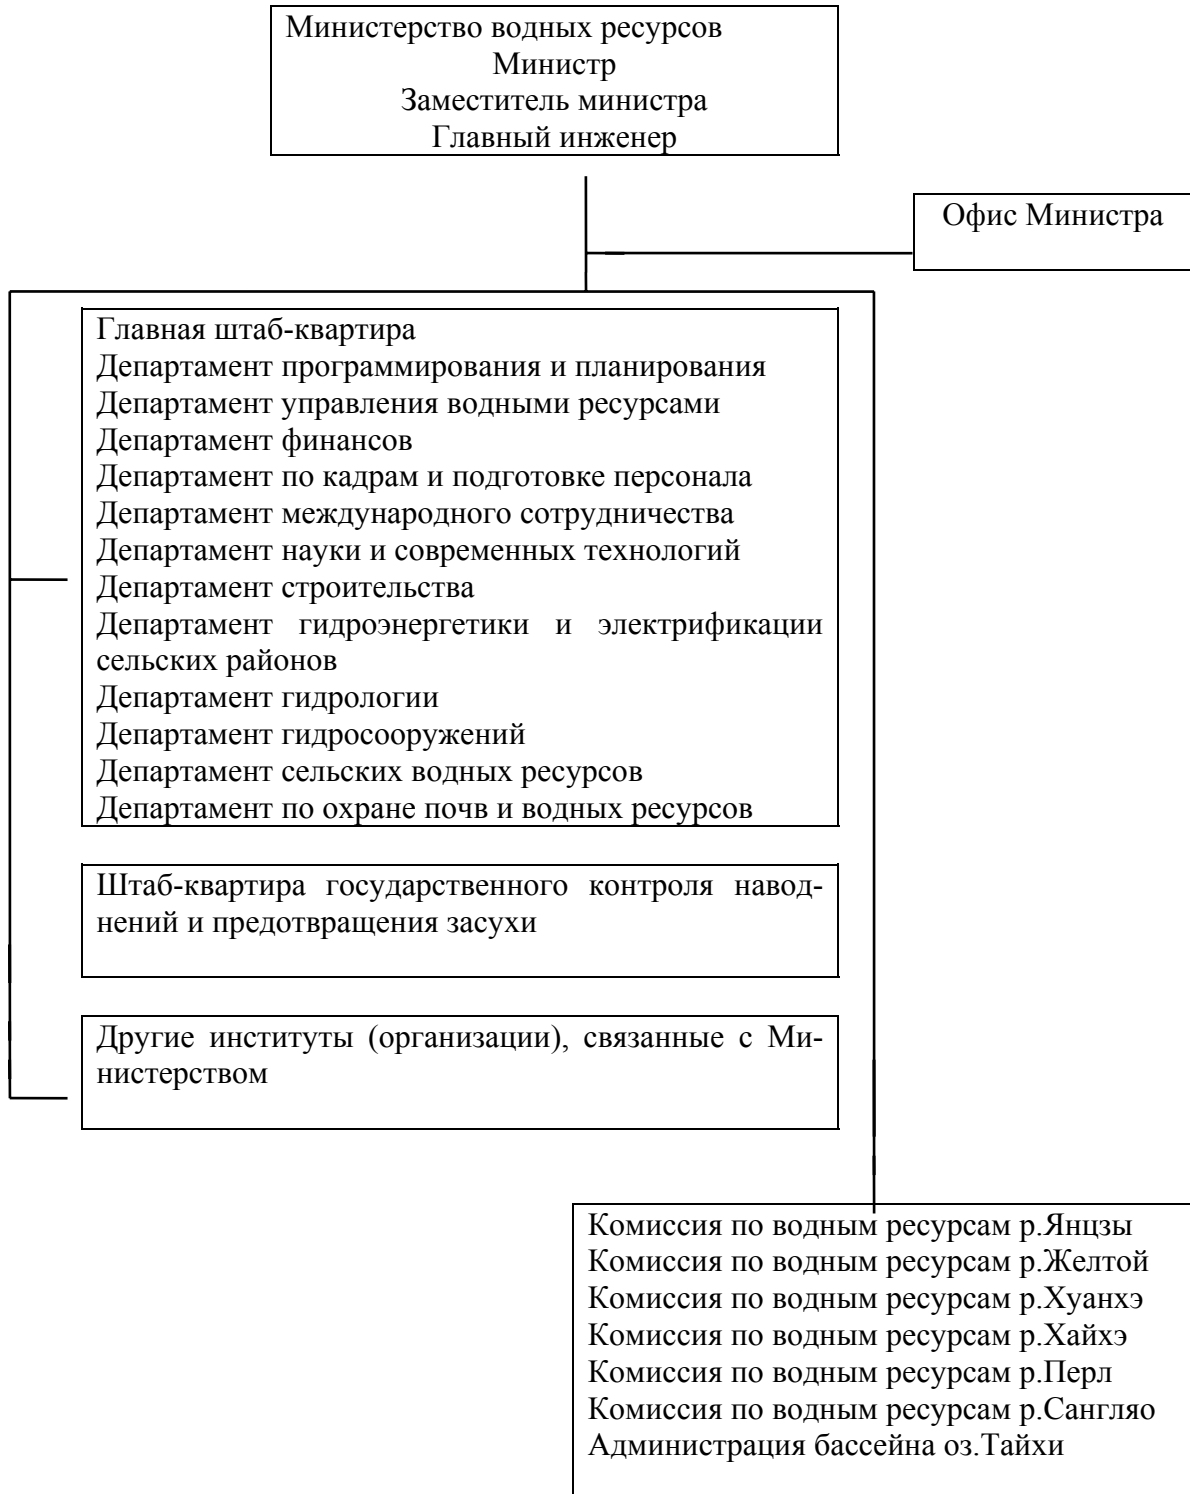 Министерство водных ресурсов
Министр
Заместитель министра
Главный инженер
Офис Министра
Главная штаб-квартира
Департамент программирования и планирования
Департамент управления водными ресурсами
Департамент финансов
Департамент по кадрам и подготовке персонала
Департамент международного сотрудничества
Департамент науки и современных технологий
Департамент строительства
Департамент гидроэнергетики и электрификации
сельских районов
Департамент гидрологии
Департамент гидросооружений
Департамент сельских водных ресурсов
Департамент по охране почв и водных ресурсов
Штаб-квартира государственного контроля навод-
нений и предотвращения засухи
Другие институты (организации), связанные с Ми-
нистерством
Комиссия по водным ресурсам р.Янцзы
Комиссия по водным ресурсам р.Желтой
Комиссия по водным ресурсам р.Хуанхэ
Комиссия по водным ресурсам р.Хайхэ
Комиссия по водным ресурсам р.Перл
Комиссия по водным ресурсам р.Сангляо
Администрация бассейна оз.Тайхи